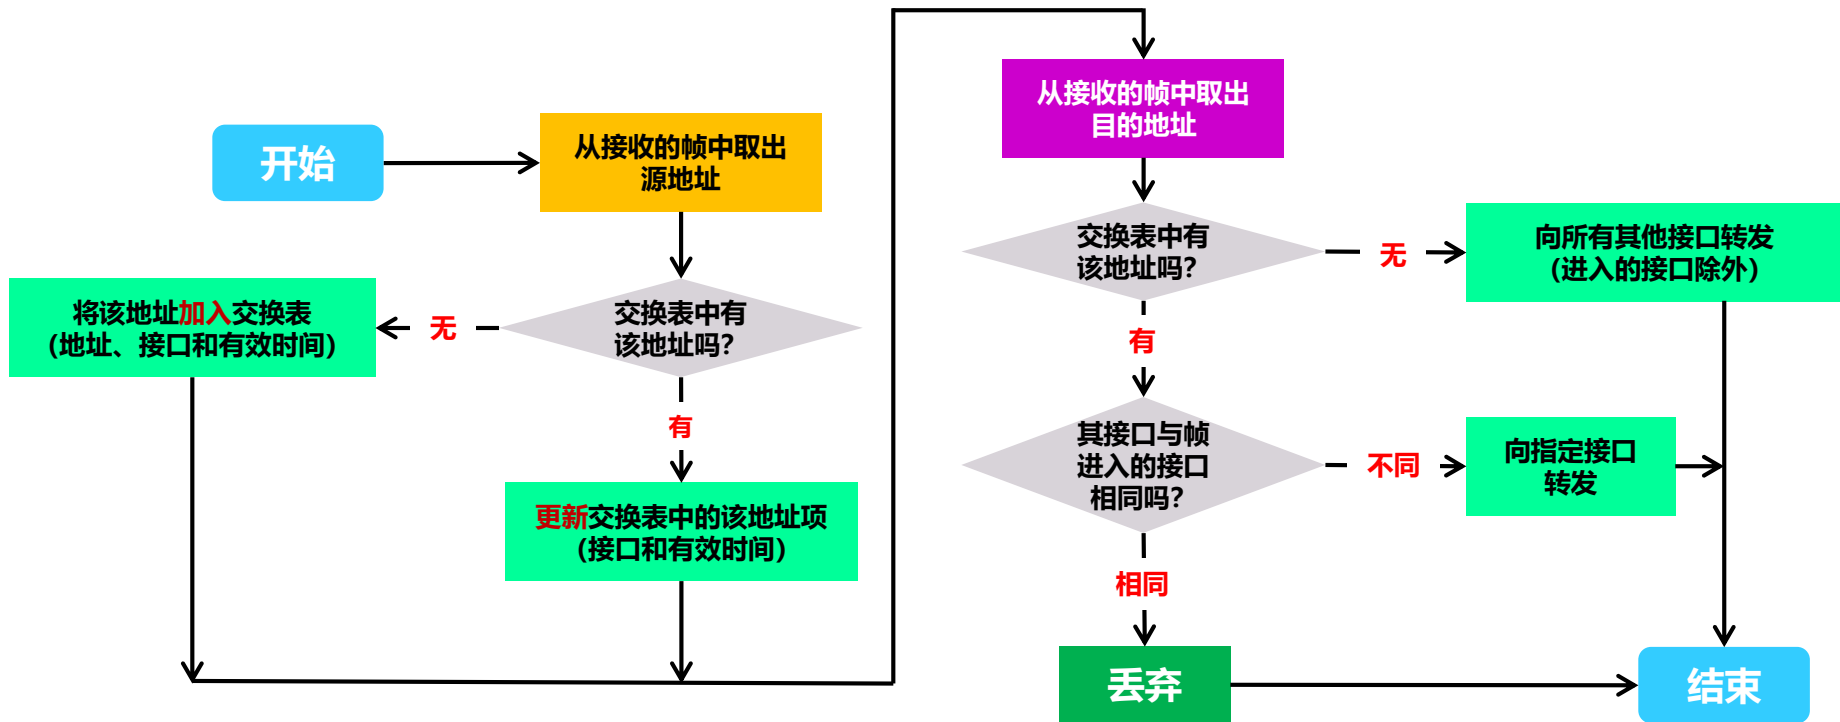 开始
从接收的帧中取出
源地址
交换表中有
该地址吗？
无
将该地址加入交换表
（地址、接口和有效时间）
有
更新交换表中的该地址项
（接口和有效时间）
从接收的帧中取出
目的地址
交换表中有
该地址吗？
无
向所有其他接口转发
（进入的接口除外）
有
其接口与帧
进入的接口
相同吗？
不同
向指定接口
转发
相同
丢弃
结束